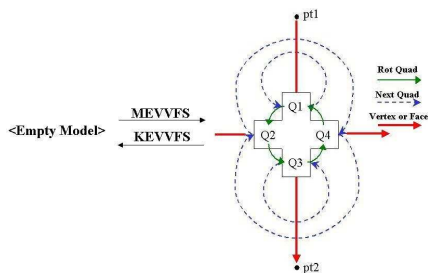 pt1
Rot Quad
Q1
Next Quad
MEVVFS
Vertex or Face
<Empty Model>
Q2
Q4
KEVVFS
Q3
pt2